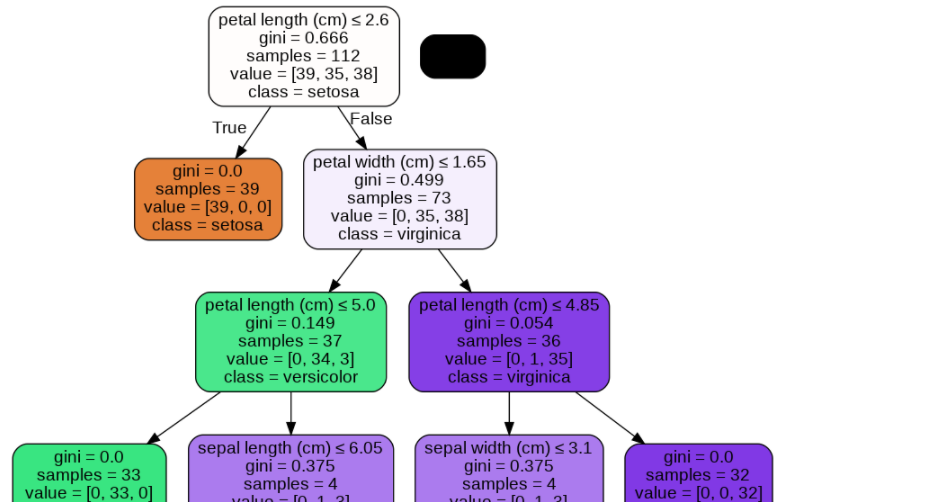 petal length (cm) ≤ 2.6
gini = 0.666
samples = 112
value = [39, 35, 38]
class = setosa
True
False
gini = 0.0
samples = 39
value = [39, 0, 0]
class = setosa
petal width (cm) ≤ 1.65
gini = 0.499
samples = 73
value = [0, 35, 38]
class = virginica
petal length (cm) ≤ 5.0
gini = 0.149
samples = 37
value = [0, 34, 3]
class = versicolor
petal length (cm) ≤ 4.85
gini = 0.054
samples = 36
value = [0, 1, 35]
class = virginica
gini = 0.0
samples = 33
value = [0, 33, 0]
sepal length (cm) ≤ 6.05
gini = 0.375
samples = 4
value = [0, 1, 3]
sepal width (cm) ≤ 3.1
gini = 0.375
samples = 4
value = [0, 1, 3]
gini = 0.0
samples = 32
value = [0, 0, 32]